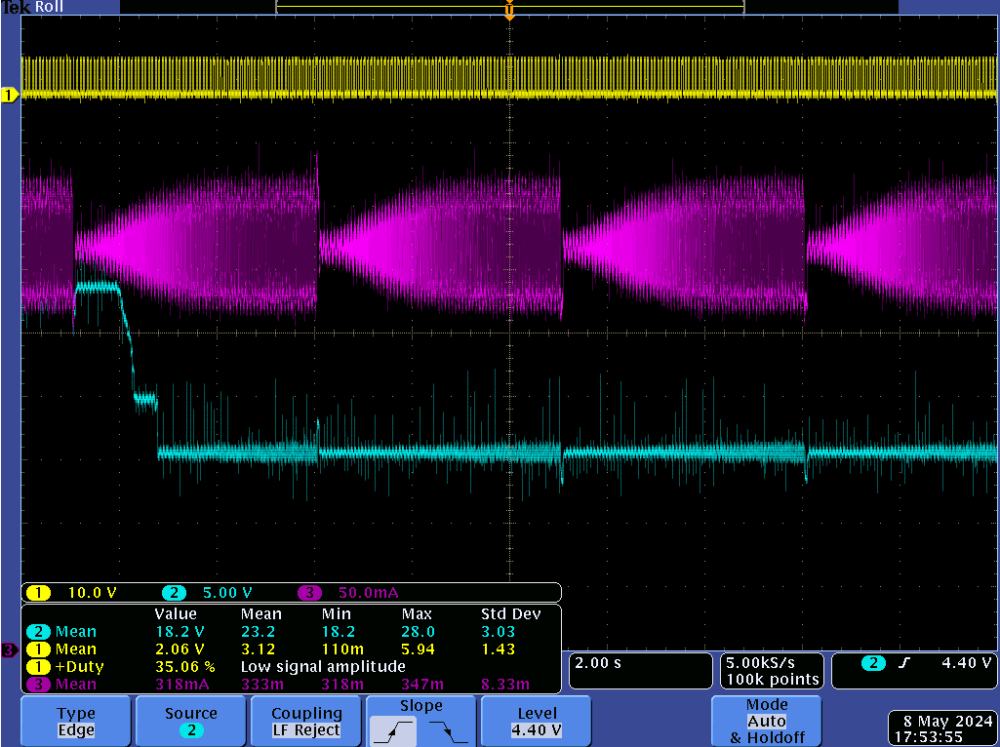 Tek Roll
T
1
3
1 10.0 V 2 5.00 V 3 50.0mA
Value Mean Min Max Std Dev
2 Mean 18.2 V 23.2 18.2 28.0 3.03
1 Mean 2.06 V 3.12 110m 5.94 1.43
1 +Duty 35.06 % Low signal amplitude
3 Mean 318mA 333m 318m 347m 8.33m
2.00 s
5.00kS/s
100k points
2 4.40 V
Type
Edge
Source
2
Coupling
LF Reject
Slope
Level
4.40 V
Mode
Auto
& Holdoff
8 May 2024
17:53:55